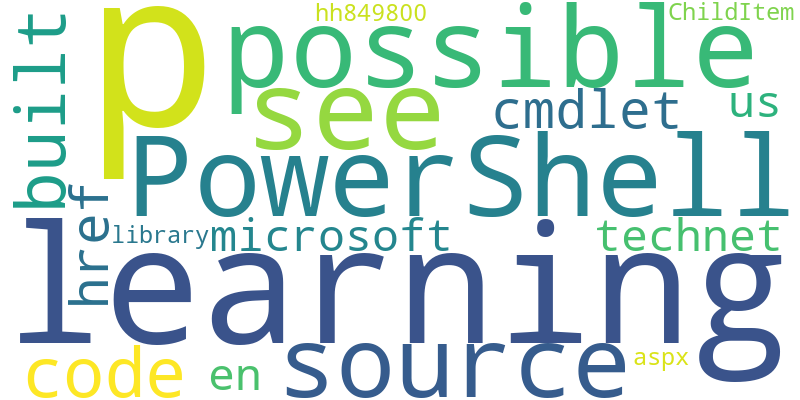 hh849800
ChildItem
p
possible
built
see
cmdlet
us
PowerShell
href
library
microsoft
technet
learning
code
en
source
aspx